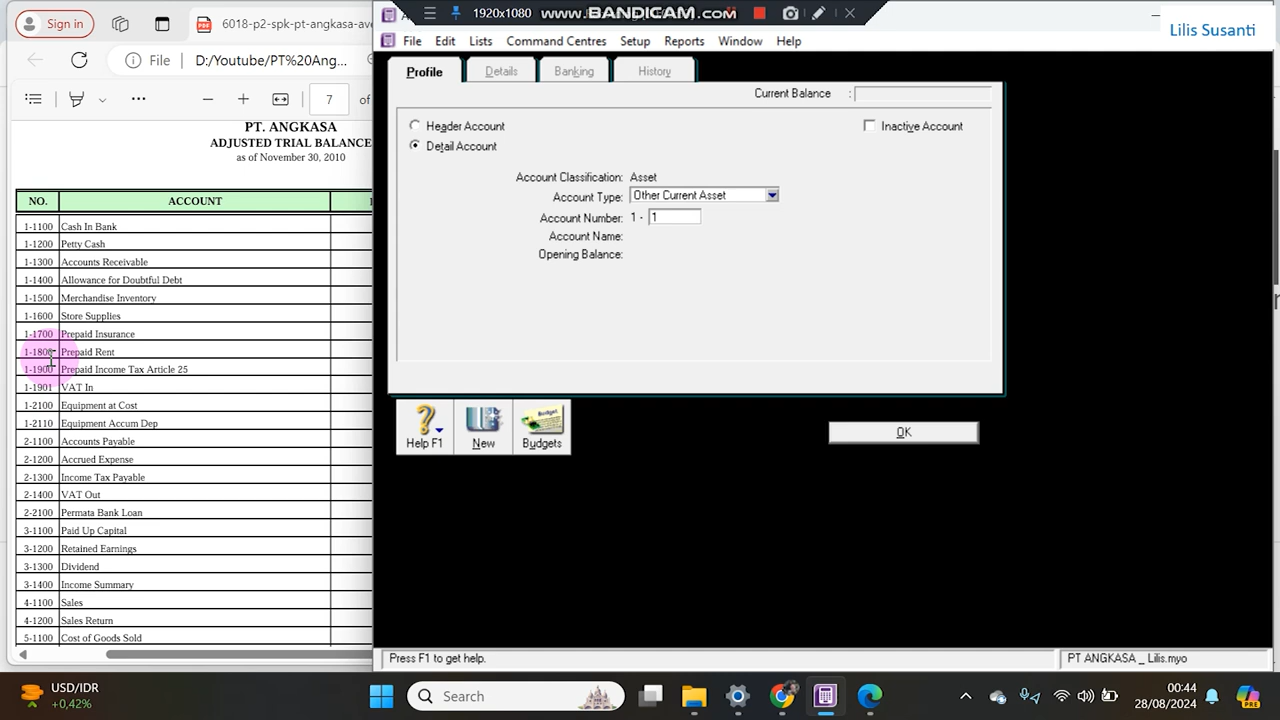 Sign in
6018-p2-spk-pt-angkasa-ave
1920x1080
WWW.BANDICAM.COM
Lilis Susanti
File
D:/Youtube/PT%20Ang...
File Edit Lists Command Centres Setup Reports Window Help
7 of
Profile Details Banking History
Current Balance :
Header Account
Inactive Account
Detail Account
Account Classification: Asset
Account Type: Other Current Asset
Account Number: 1 - 1
Account Name:
Opening Balance:
Help F1
New
Budget
Budgets
OK
Press F1 to get help.
PT ANGKASA _ Lilis.myo
PT. ANGKASA
ADJUSTED TRIAL BALANCE
as of November 30, 2010
NO. ACCOUNT
1-1100 Cash In Bank
1-1200 Petty Cash
1-1300 Accounts Receivable
1-1400 Allowance for Doubtful Debt
1-1500 Merchandise Inventory
1-1600 Store Supplies
1-1700 Prepaid Insurance
1-1800 Prepaid Rent
1-1900 Prepaid Income Tax Article 25
1-1901 VAT In
1-2100 Equipment at Cost
1-2110 Equipment Accum Dep
2-1100 Accounts Payable
2-1200 Accrued Expense
2-1300 Income Tax Payable
2-1400 VAT Out
2-2100 Permata Bank Loan
3-1100 Paid Up Capital
3-1200 Retained Earnings
3-1300 Dividend
3-1400 Income Summary
4-1100 Sales
4-1200 Sales Return
5-1100 Cost of Goods Sold
USD/IDR
+0,42%
Search
PRE
00:44
28/08/2024